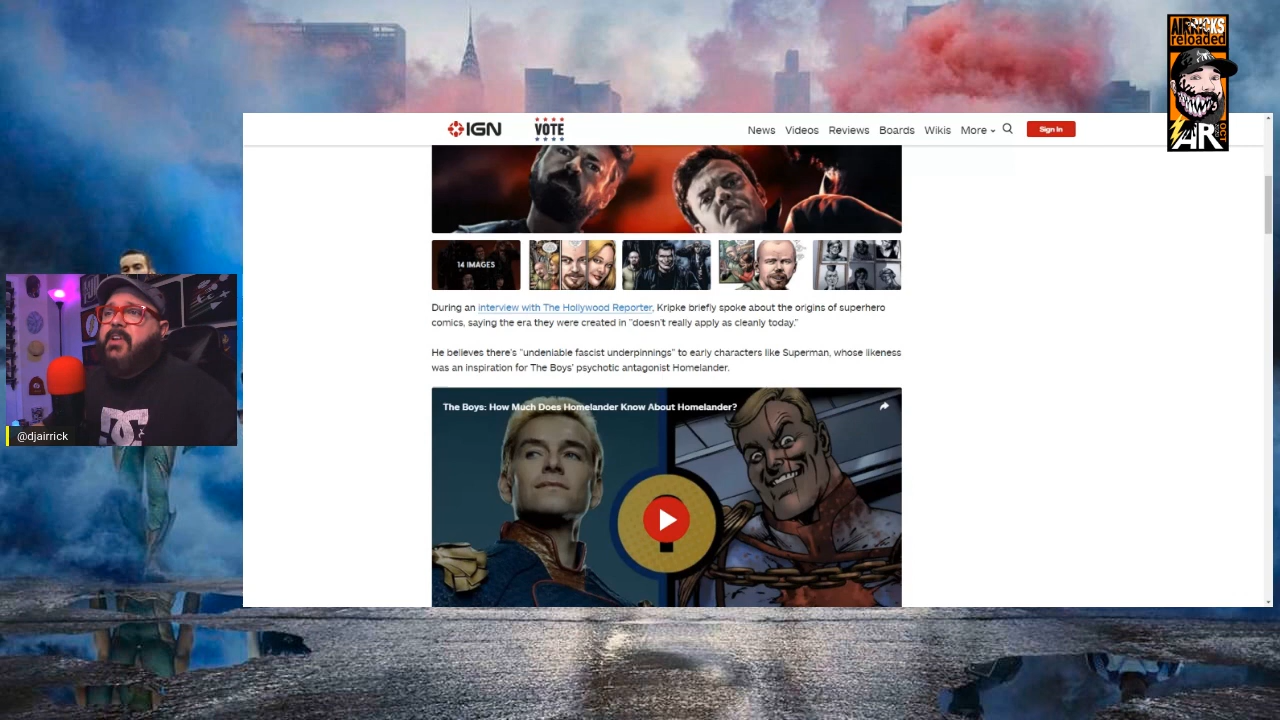 AIRRICKS
reloaded
AR
OCT
IGN
VOTE
News Videos Reviews Boards Wikis More Sign In
14 IMAGES
During an interview with The Hollywood Reporter, Kripke briefly spoke about the origins of superhero
comics, saying the era they were created in "doesn't really apply as cleanly today."
He believes there's "undeniable fascist underpinnings" to early characters like Superman, whose likeness
was an inspiration for The Boys' psychotic antagonist Homelander.
The Boys: How Much Does Homelander Know About Homelander?
@djairrick